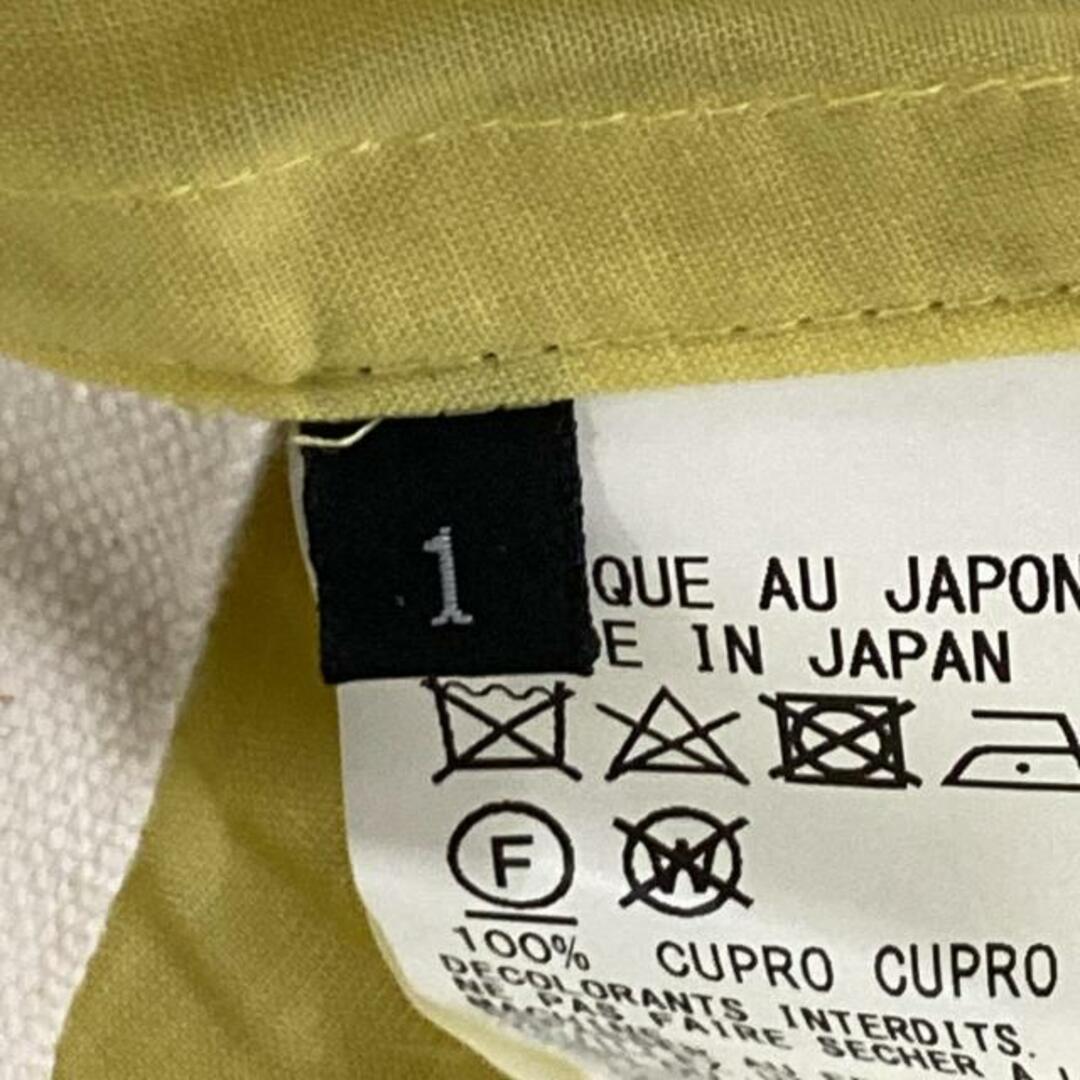 1
QUE AU JAPON
E IN JAPAN
F W
100% CUPRO CUPRO
DECOLORANTS INTERDITS.
NE PAS FAIRE SECHER A